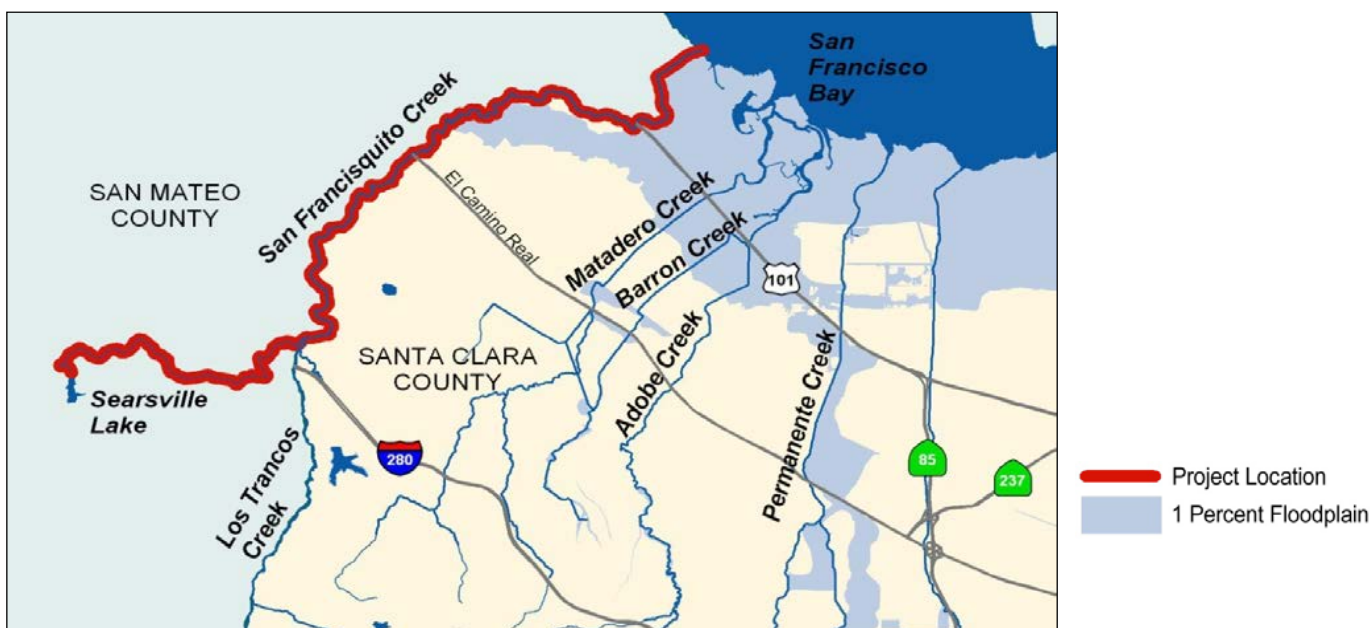 San
Francisco
Bay
San Francisquito Creek
SAN MATEO
COUNTY
El Camino Real
Matadero Creek
Barron Creek
101
SANTA CLARA
COUNTY
Adobe Creek
Permanente Creek
Searsville
Lake
Los Trancos
Creek
280
85
237
Project Location
1 Percent Floodplain